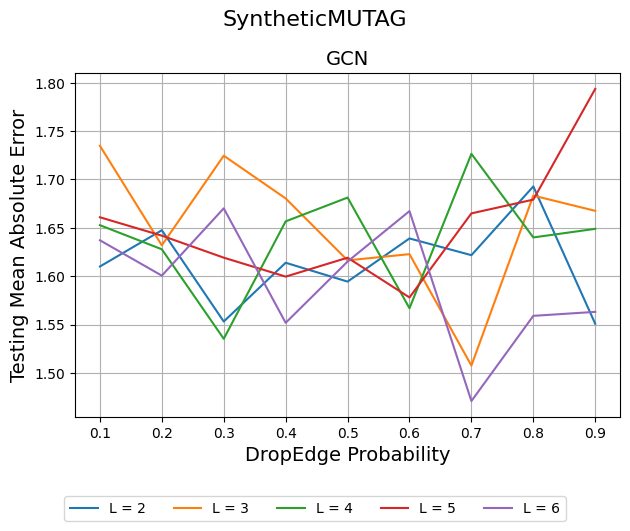 SyntheticMUTAG
GCN
Testing Mean Absolute Error
1.80
1.75
1.70
1.65
1.60
1.55
1.50
0.1 0.2 0.3 0.4 0.5 0.6 0.7 0.8 0.9
DropEdge Probability
L = 2 L = 3 L = 4 L = 5 L = 6